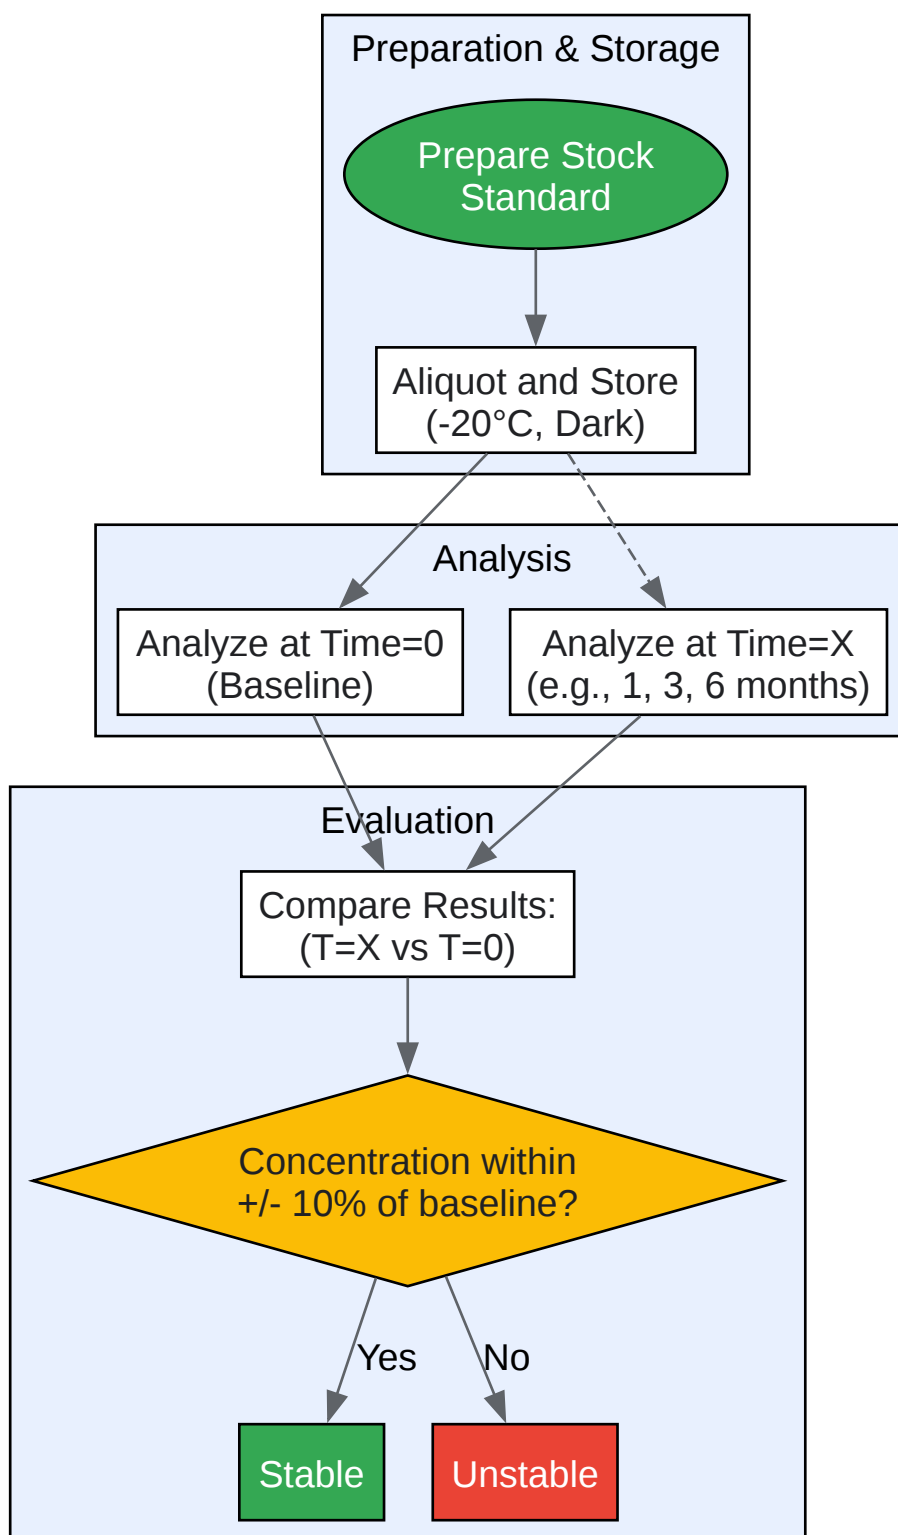 Preparation & Storage
Prepare Stock
Standard
Aliquot and Store
(-20°C, Dark)
Analysis
Analyze at Time=0
(Baseline)
Analyze at Time=X
(e.g., 1, 3, 6 months)
Evaluation
Compare Results:
(T=X vs T=0)
Concentration within
+/- 10% of baseline?
Yes
No
Stable
Unstable